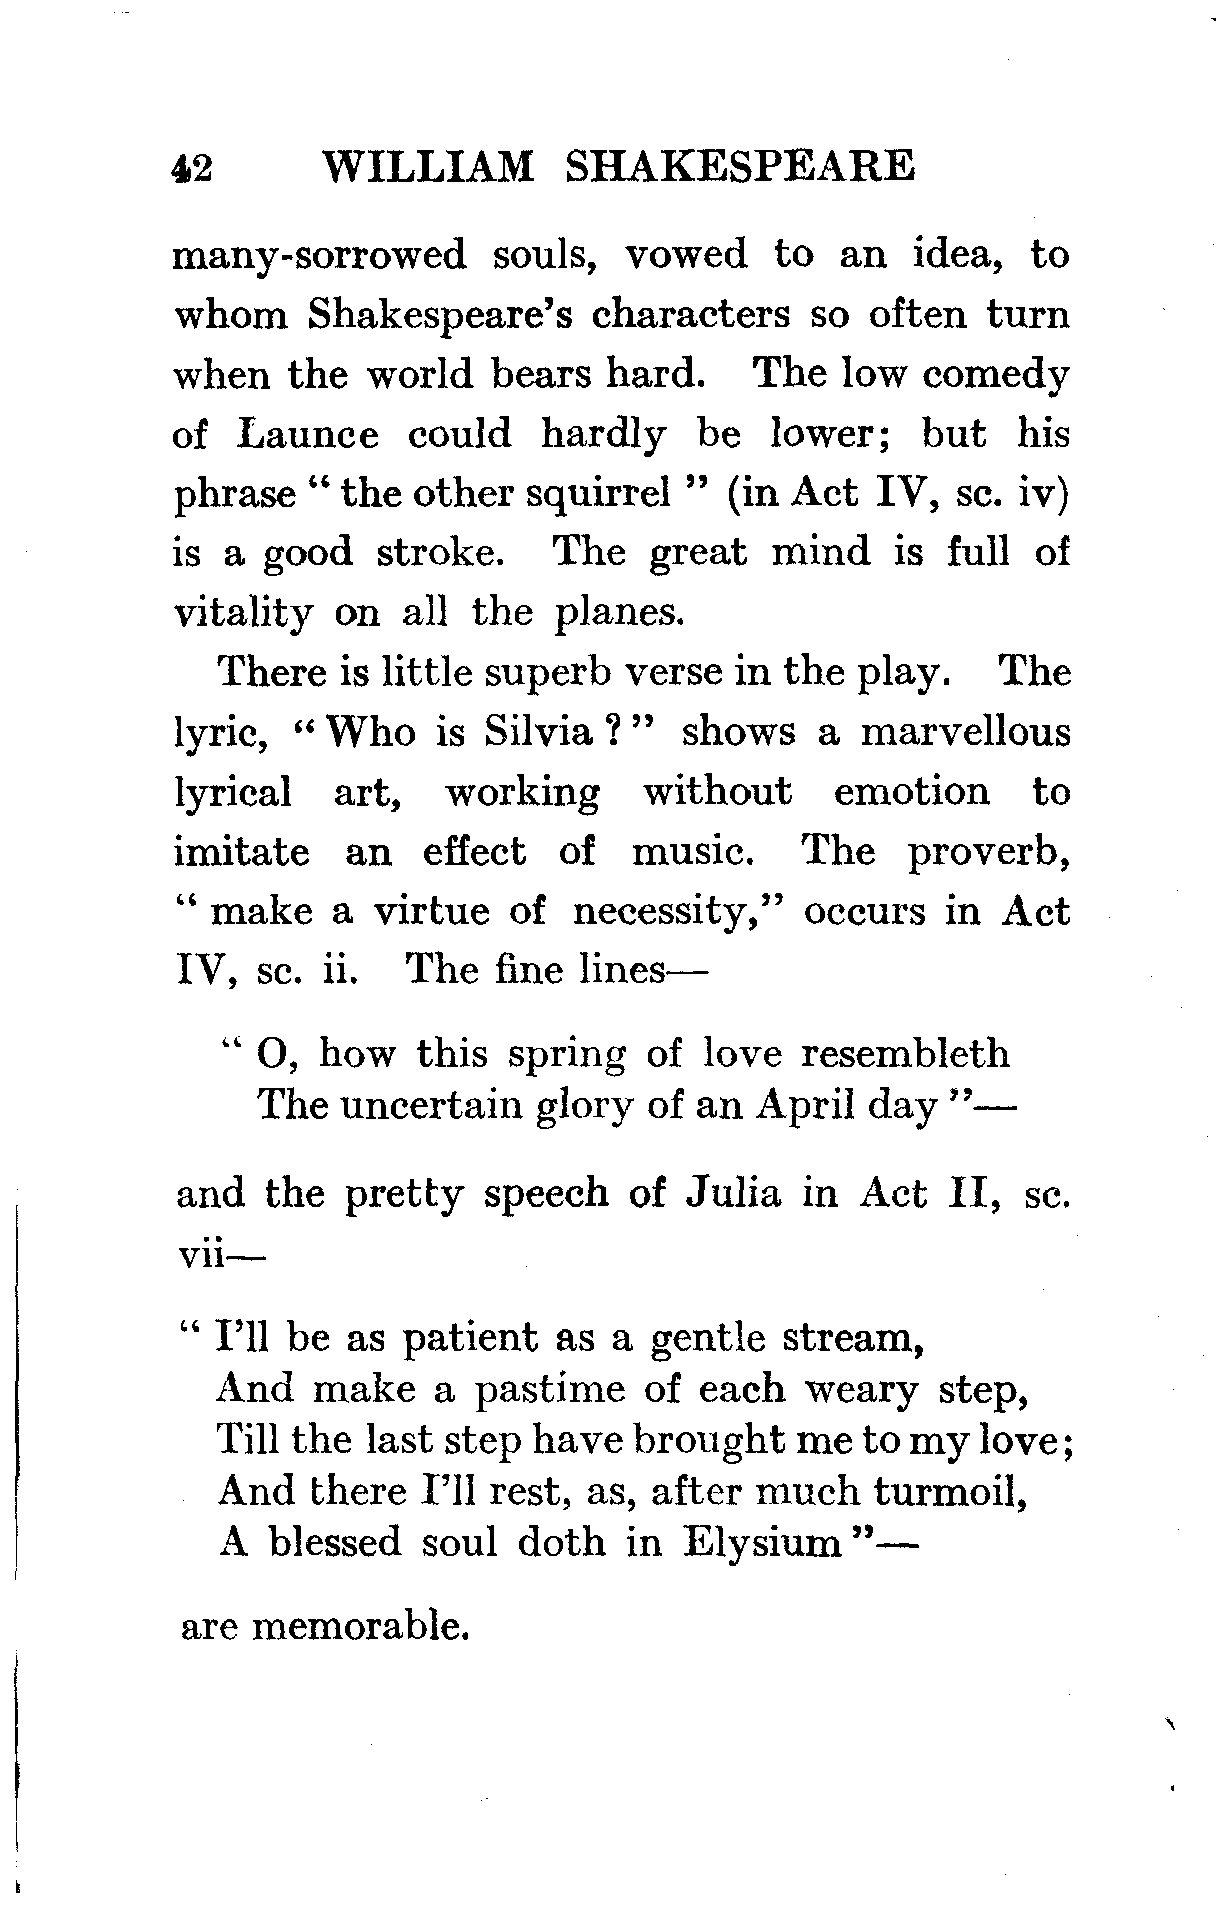 42 WILLIAM SHAKESPEARE
many-sorrowed souls, vowed to an idea, to
whom Shakespeare's characters so often turn
when the world bears hard. The low comedy
of Launce could hardly be lower; but his
phrase “ the other squirrel ” (in Act IV, sc. iv)
is a good stroke. The great mind is full of
vitality on all the planes.
There is little superb verse in the play. The
lyric, “ Who is Silvia ? ” shows a marvellous
lyrical art, working without emotion to
imitate an effect of music. The proverb,
“ make a virtue of necessity,” occurs in Act
IV, sc. ii. The fine lines—
“ O, how this spring of love resembleth
The uncertain glory of an April day ”—
and the pretty speech of Julia in Act II, sc.
vii—
“ I'll be as patient as a gentle stream,
And make a pastime of each weary step,
Till the last step have brought me to my love;
And there I'll rest, as, after much turmoil,
A blessed soul doth in Elysium ”—
are memorable.